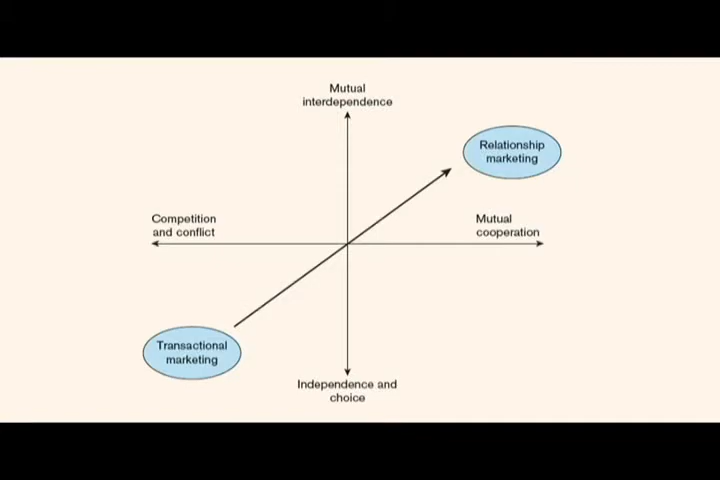 Mutual
interdependence
Relationship
marketing
Competition
and conflict
Mutual
cooperation
Transactional
marketing
Independence and
choice